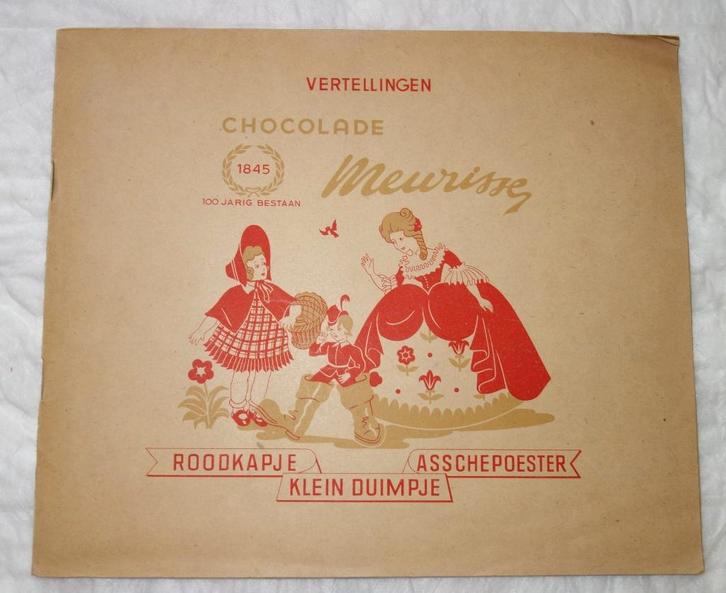 VERTELLINGEN
CHOCOLADE
1845
Meurisse
100 JARIG BESTAAN
ROODKAPJE
ASSCHEPOESTER
KLEIN DUIMPJE